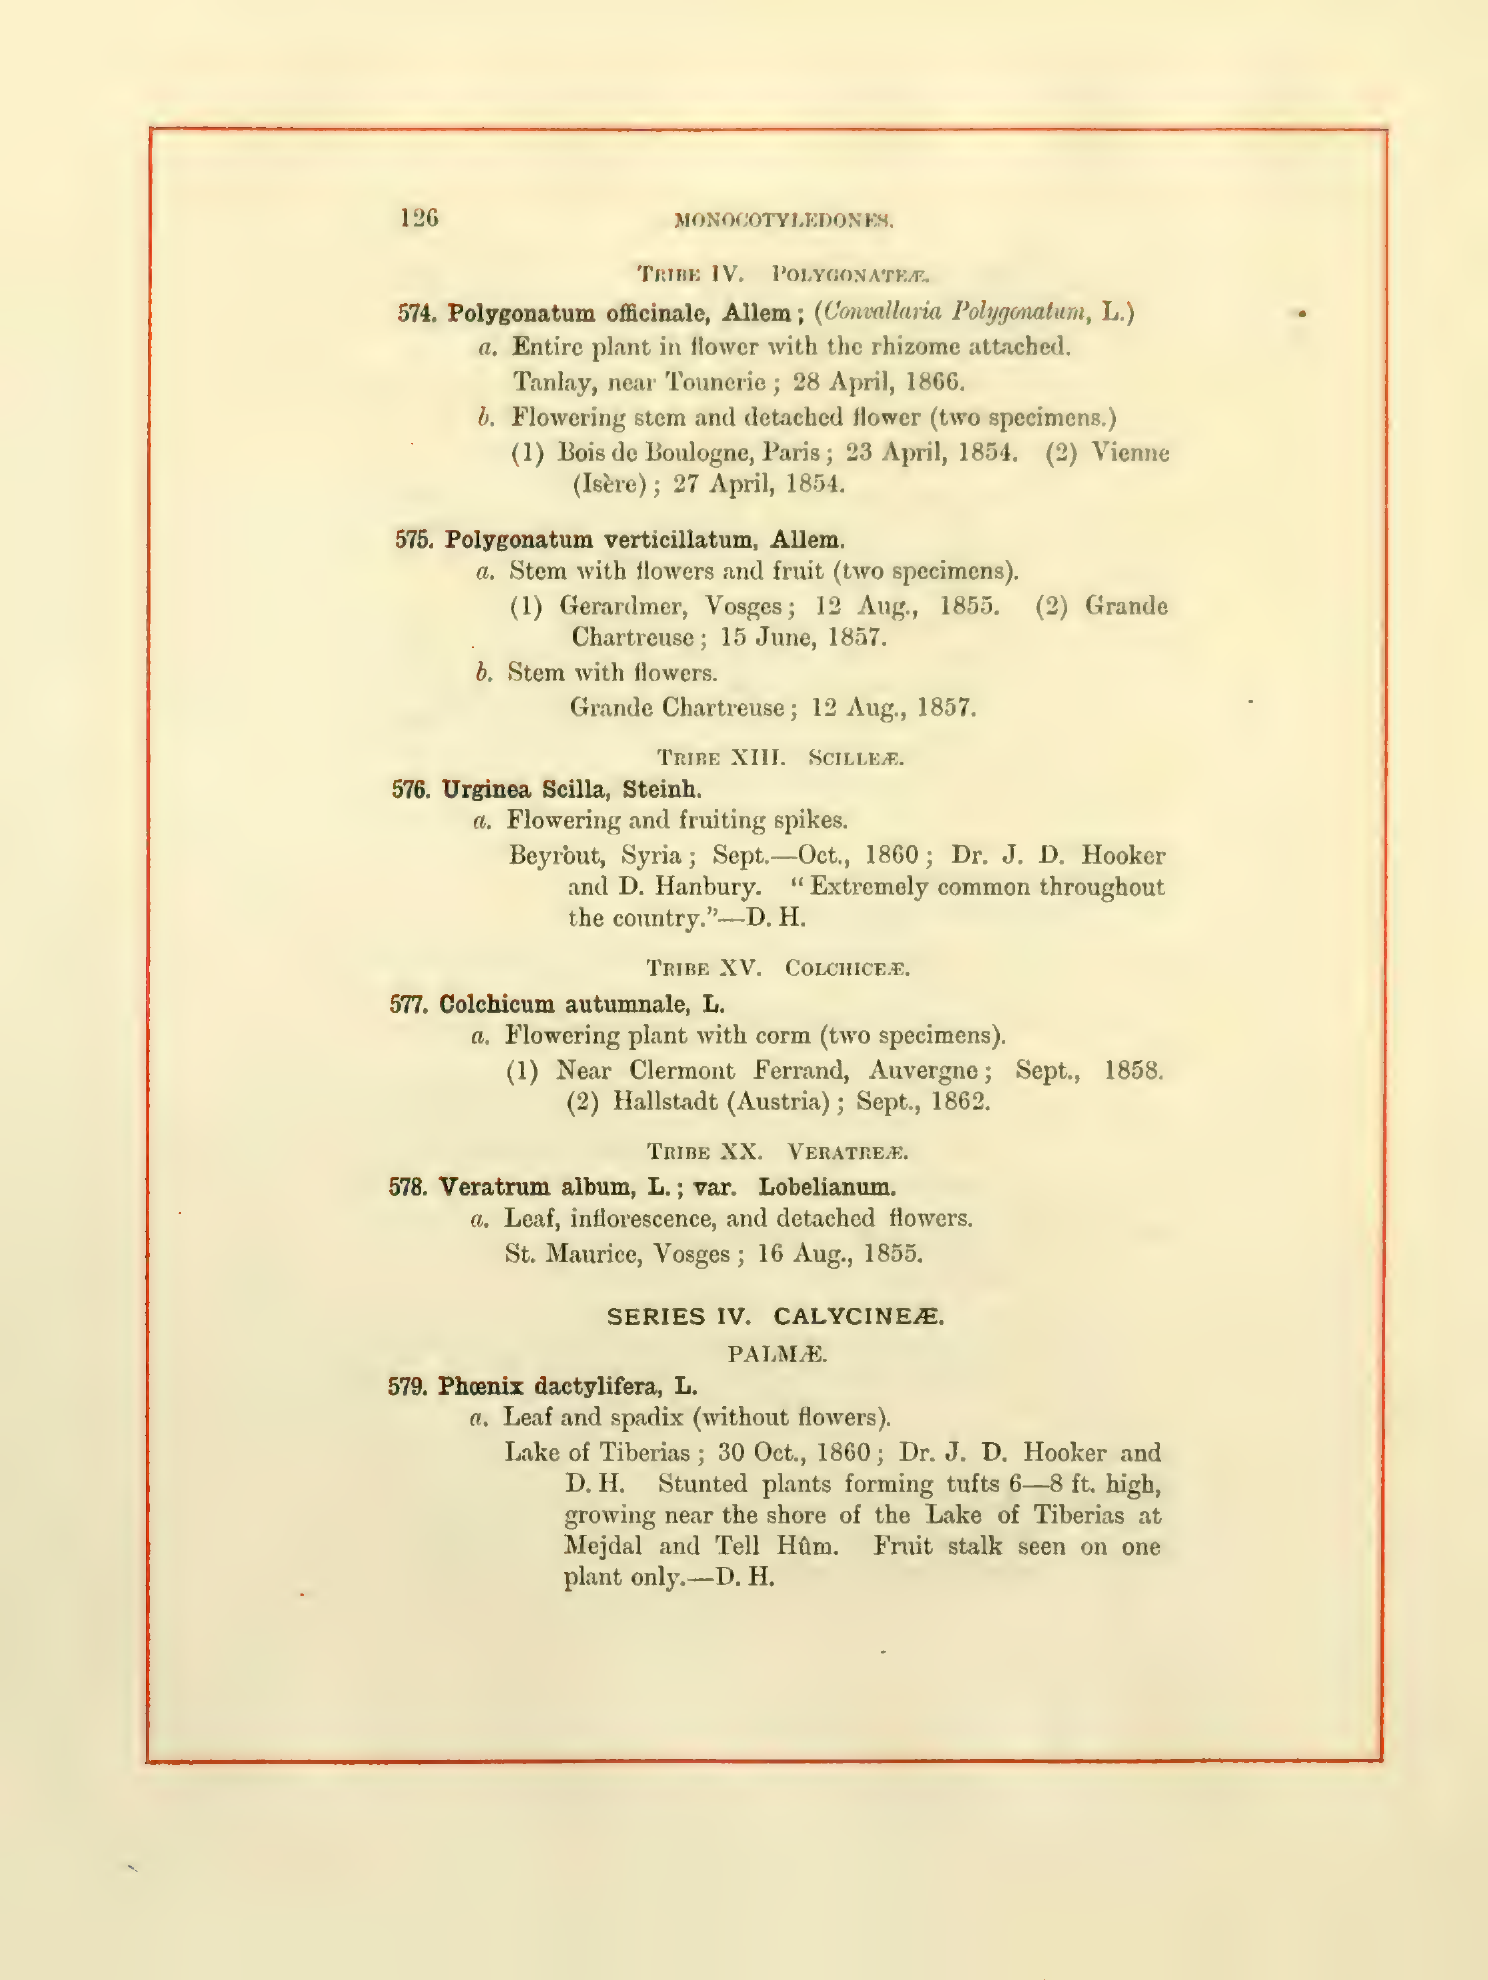 126 MONOCOTYLEDONES.
TRIBE IV. POLYGONATEÆ.
574. Polygonatum officinale, Allem; (Convallaria Polygonatum, L.)
a. Entire plant in flower with the rhizome attached.
Tanlay, near Tounerie; 28 April, 1866.
b. Flowering stem and detached flower (two specimens.)
(1) Bois de Boulogne, Paris; 23 April, 1854. (2) Vienne
(Isère); 27 April, 1854.
575. Polygonatum verticillatum, Allem.
a. Stem with flowers and fruit (two specimens).
(1) Gerardmer, Vosges; 12 Aug., 1855. (2) Grande
Chartreuse; 15 June, 1857.
b. Stem with flowers.
Grande Chartreuse; 12 Aug., 1857.
TRIBE XIII. SCILLEÆ.
576. Urginea Scilla, Steinh.
a. Flowering and fruiting spikes.
Beyrout, Syria; Sept.—Oct., 1860; Dr. J. D. Hooker
and D. Hanbury. "Extremely common throughout
the country."—D. H.
TRIBE XV. COLCHICEÆ.
577. Colchicum autumnale, L.
a. Flowering plant with corm (two specimens).
(1) Near Clermont Ferrand, Auvergne; Sept., 1858.
(2) Hallstadt (Austria); Sept., 1862.
TRIBE XX. VERATREÆ.
578. Veratrum album, L.; var. Lobelianum.
a. Leaf, inflorescence, and detached flowers.
St. Maurice, Vosges; 16 Aug., 1855.
SERIES IV. CALYCINEÆ.
PALMÆ.
579. Phœnix dactylifera, L.
a. Leaf and spadix (without flowers).
Lake of Tiberias; 30 Oct., 1860; Dr. J. D. Hooker and
D. H. Stunted plants forming tufts 6—8 ft. high,
growing near the shore of the Lake of Tiberias at
Mejdal and Tell Hûm. Fruit stalk seen on one
plant only.—D. H.